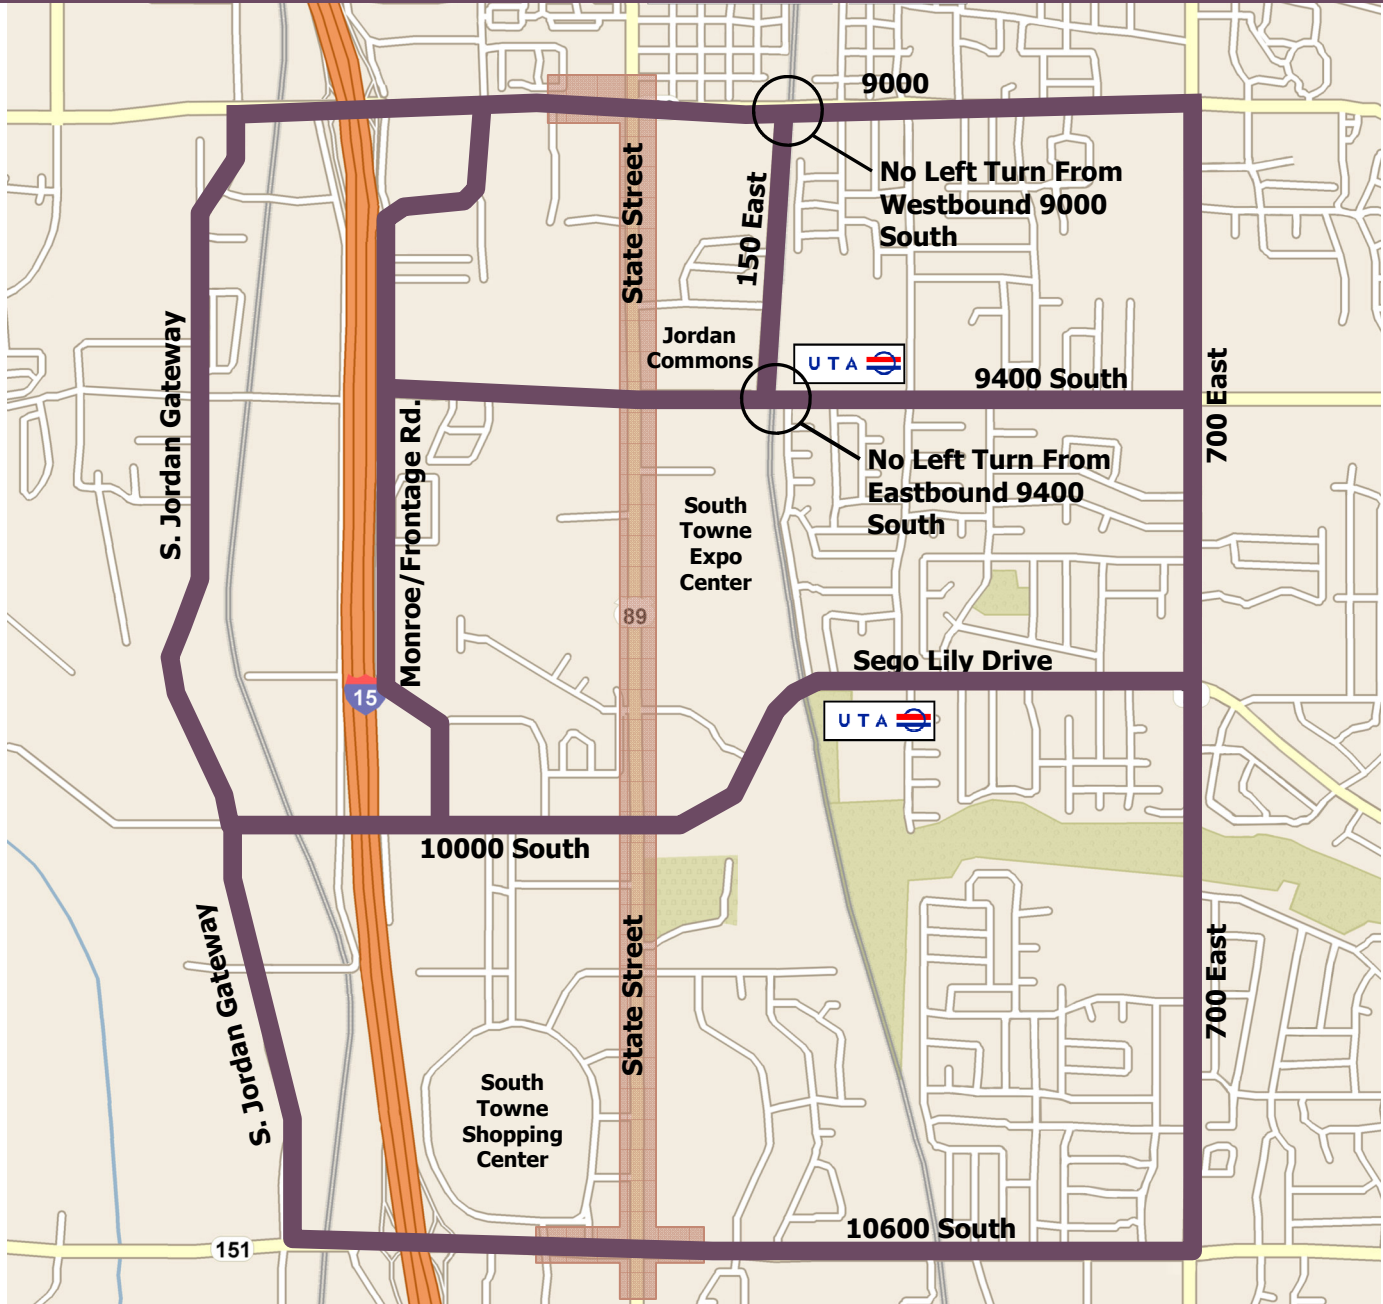 9000
No Left Turn From
Westbound 9000
South
State Street
150 East
Jordan
Commons
UTA
9400 South
700 East
S. Jordan Gateway
Monroe/Frontage Rd.
No Left Turn From
Eastbound 9400
South
South
Towne
Expo
Center
89
Sego Lily Drive
15
UTA
10000 South
S. Jordan Gateway
State Street
700 East
South
Towne
Shopping
Center
10600 South
151